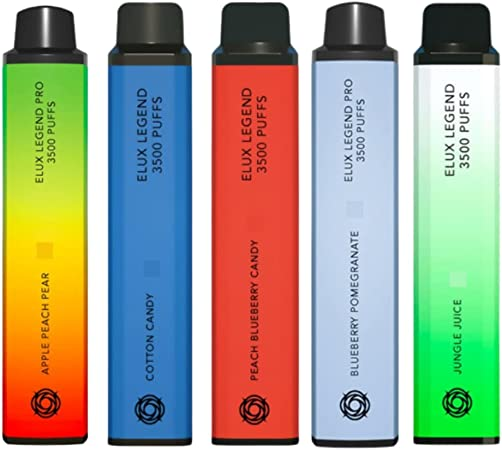 ELUX LEGEND PRO
3500 PUFFS
APPLE PEACH PEAR
ELUX LEGEND
3500 PUFFS
COTTON CANDY
ELUX LEGEND
3500 PUFFS
PEACH BLUEBERRY CANDY
ELUX LEGEND PRO
3500 PUFFS
BLUEBERRY POMEGRANATE
ELUX LEGEND
3500 PUFFS
JUNGLE JUICE